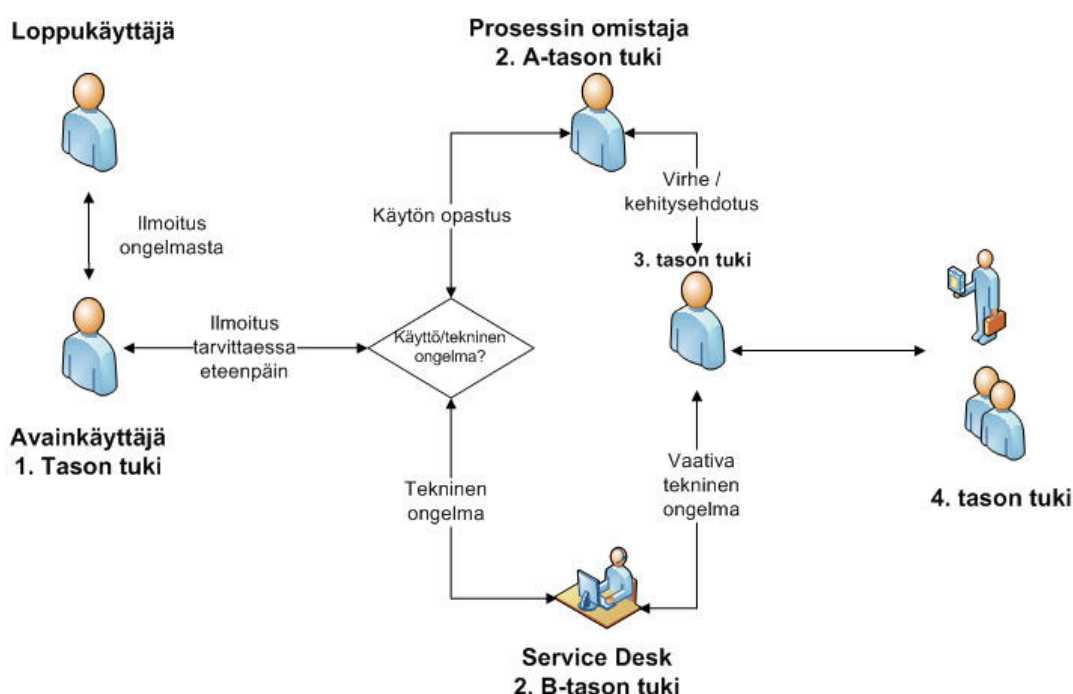 Loppukäyttäjä
Prosessin omistaja
2. A-tason tuki
Virhe /
kehitysehdotus
Käytön opastus
Ilmoitus
ongelmasta
3. tason tuki
Ilmoitus
tarvittaessa
eteenpäin
Käyttö/tekninen
ongelma?
Avainkäyttäjä
1. Tason tuki
Tekninen
ongelma
Vaativa
tekninen
ongelma
4. tason tuki
Service Desk
2. B-tason tuki